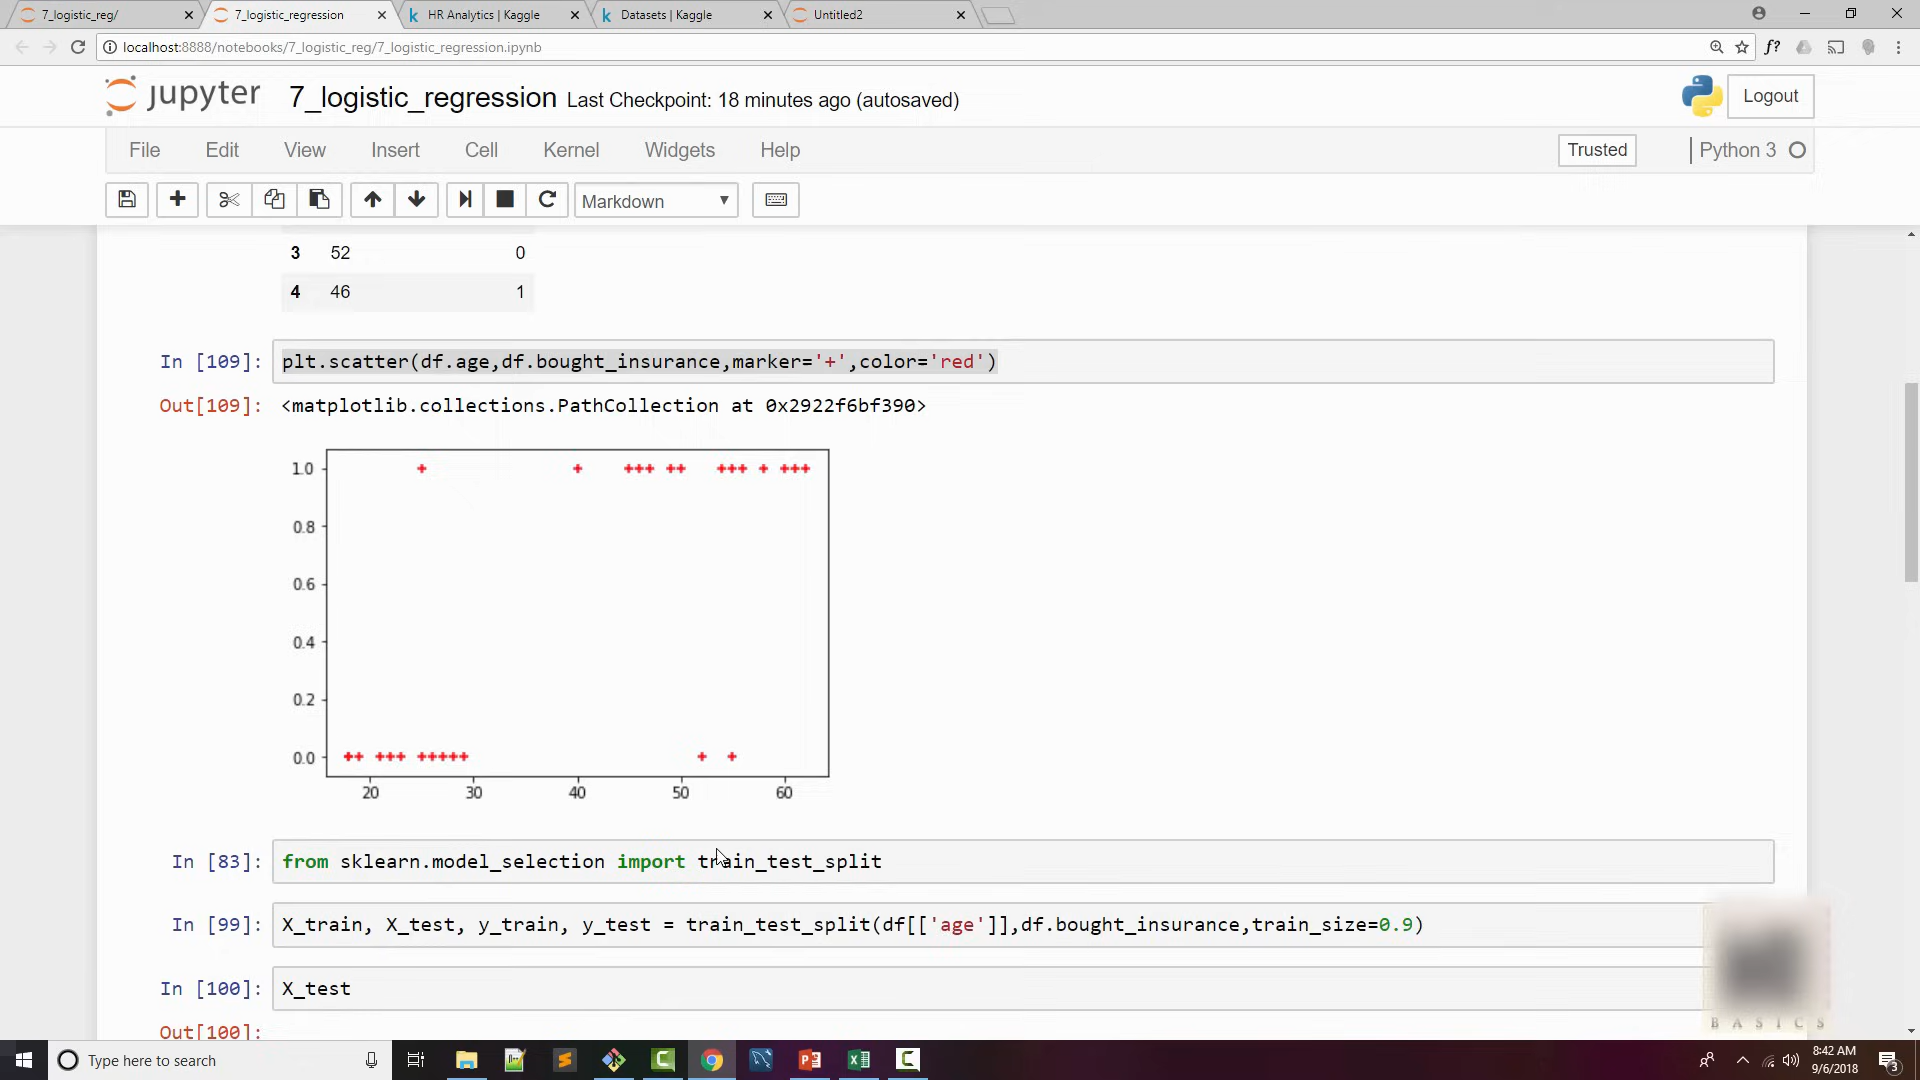 7_logistic_reg/
7_logistic_regression
HR Analytics | Kaggle
Datasets | Kaggle
Untitled2
localhost:8888/notebooks/7_logistic_reg/7_logistic_regression.ipynb
jupyter 7_logistic_regression Last Checkpoint: 18 minutes ago (autosaved)
Logout
File Edit View Insert Cell Kernel Widgets Help
Trusted
Python 3
Markdown
3 52 0
4 46 1
In [109]: plt.scatter(df.age,df.bought_insurance,marker='+',color='red')
Out[109]: <matplotlib.collections.PathCollection at 0x2922f6bf390>
1.0
0.8
0.6
0.4
0.2
0.0
20 30 40 50 60
In [83]: from sklearn.model_selection import train_test_split
In [99]: X_train, X_test, y_train, y_test = train_test_split(df[['age']],df.bought_insurance,train_size=0.9)
In [100]: X_test
Out[100]:
BASICS
Type here to search
8:42 AM
9/6/2018
3